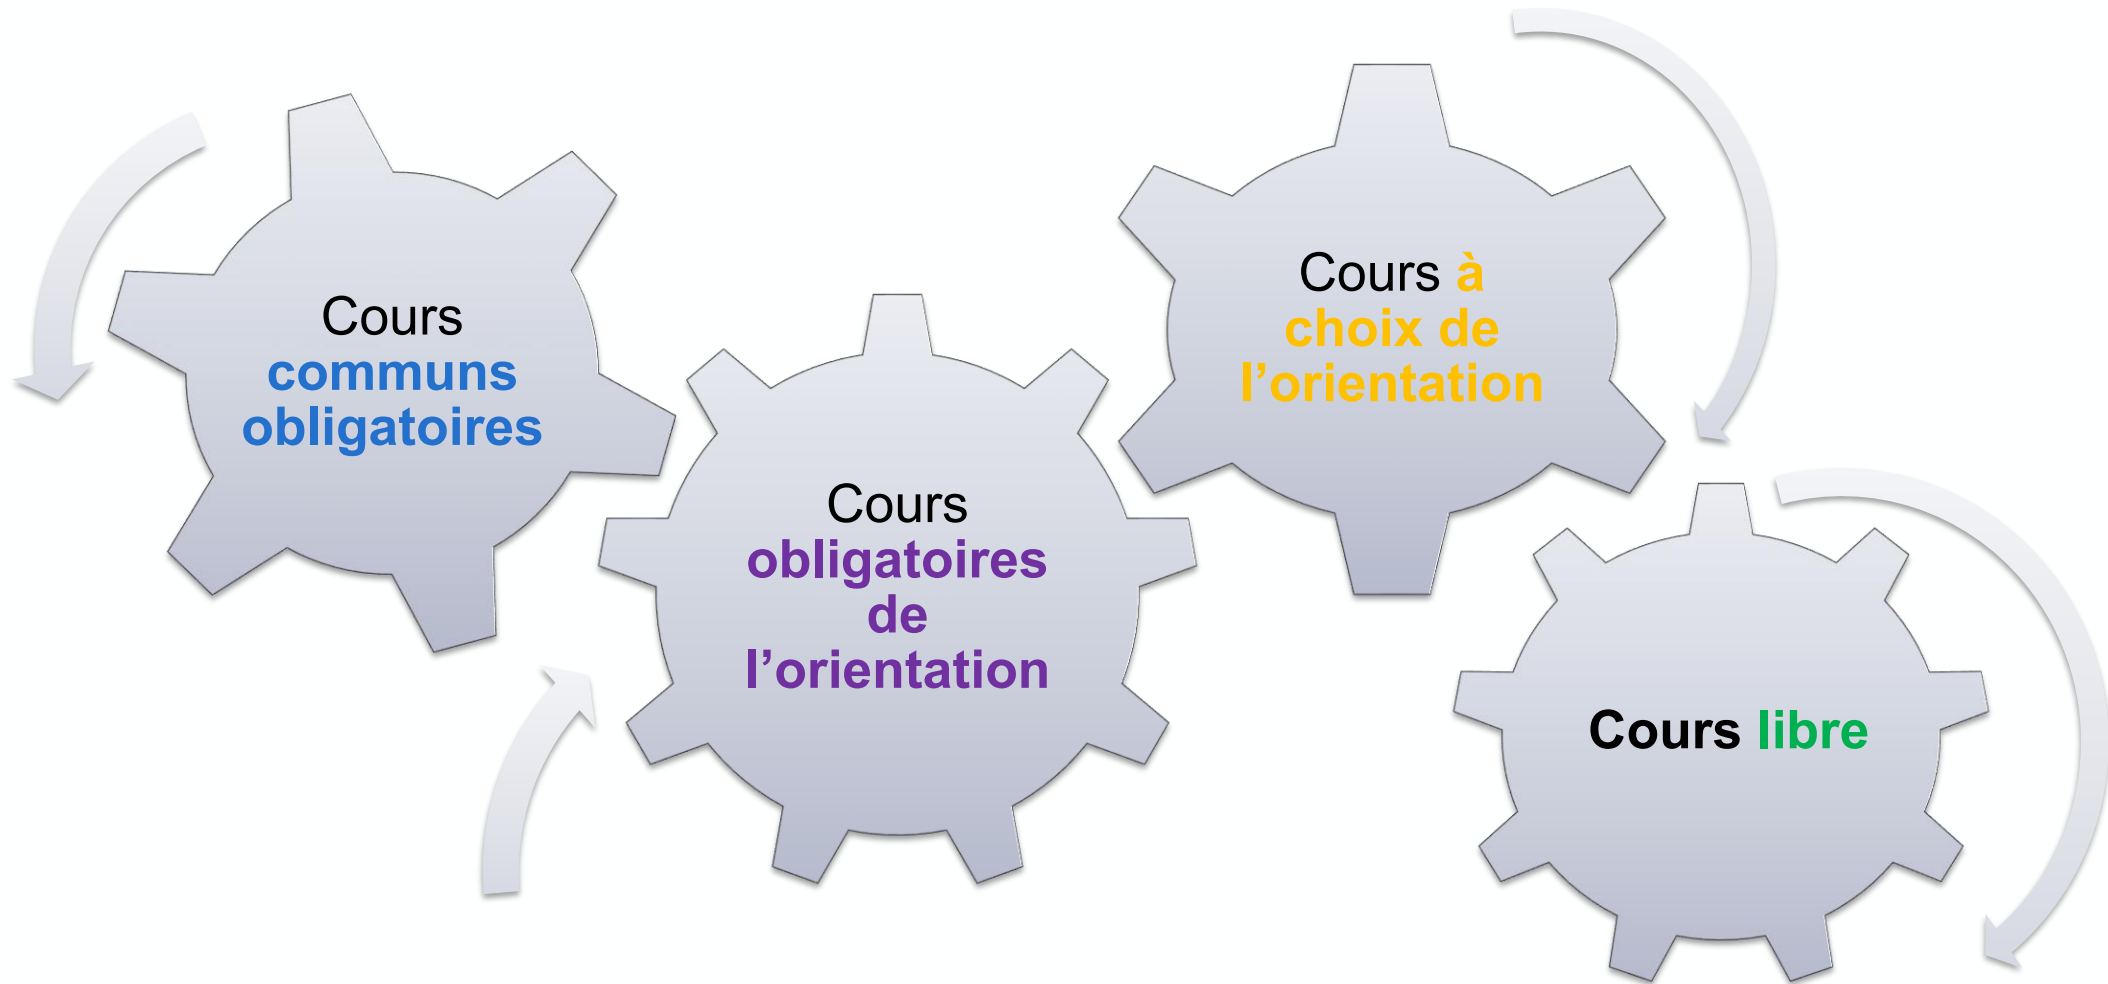 Cours
communs
obligatoires
Cours
obligatoires
de
l’orientation
Cours à
choix de
l’orientation
Cours libre